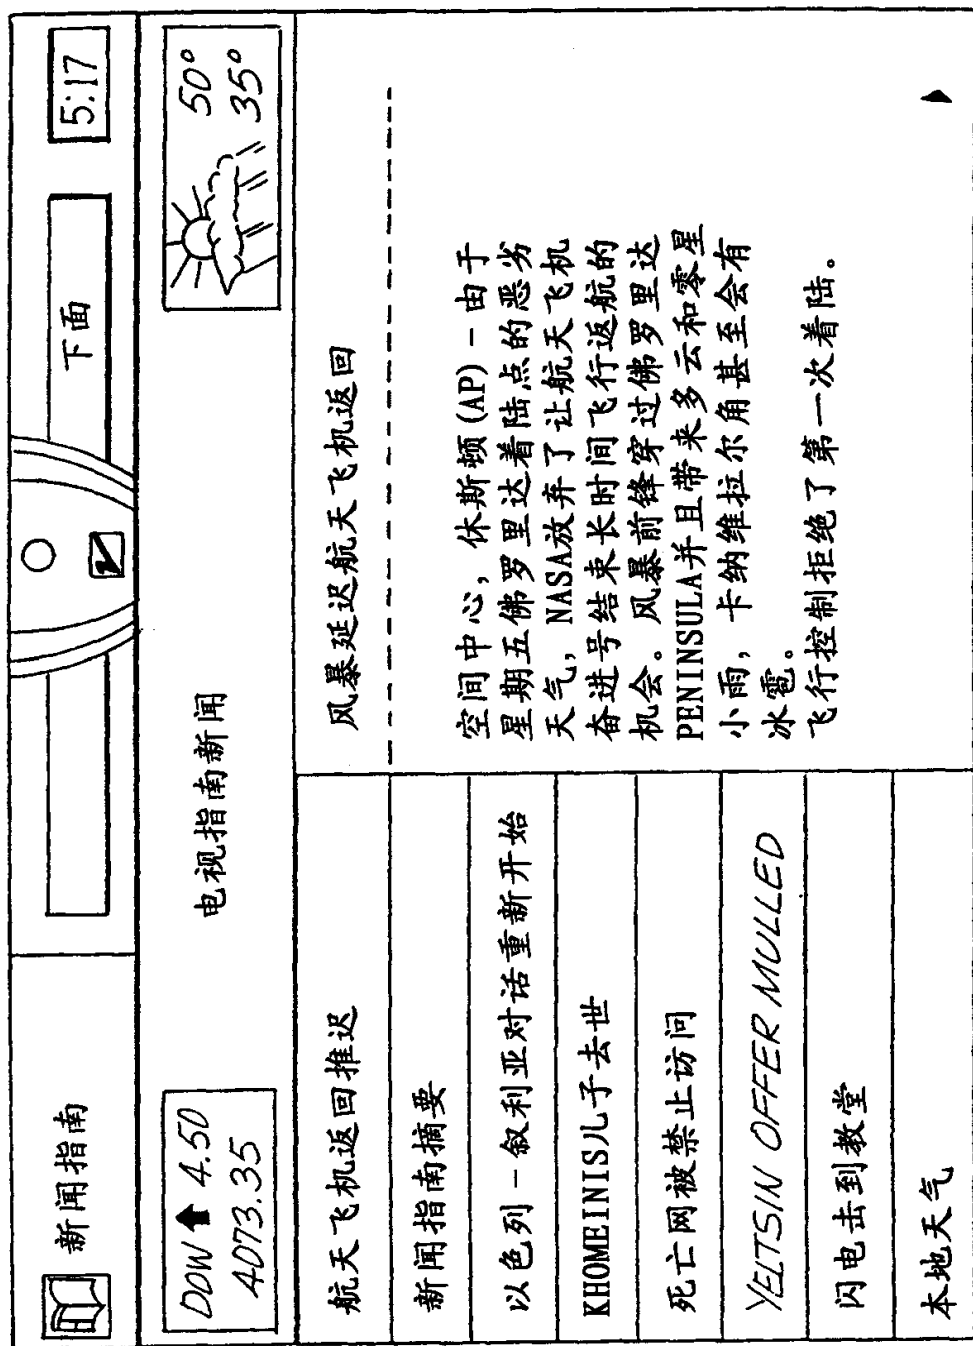 新闻指南
下面
5:17
DOW 4.50
4073.35
电视指南新闻
50°
35°
航天飞机返回推迟
新闻指南摘要
以色列－叙利亚对话重新开始
KHOMEINIS儿子去世
死亡网被禁止访问
YELTSIN OFFER MULLED
闪电击到教堂
本地天气
风暴延迟航天飞机返回
空间中心，休斯顿(AP)－由于
星期五佛罗里达着陆点的恶劣
天气，NASA放弃了让航天飞机
奋进号结束长时间飞行返航的
机会。风暴前锋穿过佛罗里达
PENINSULA并且带来多云和零星
小雨，卡纳维拉尔角甚至会有
冰雹。
飞行控制拒绝了第一次着陆。